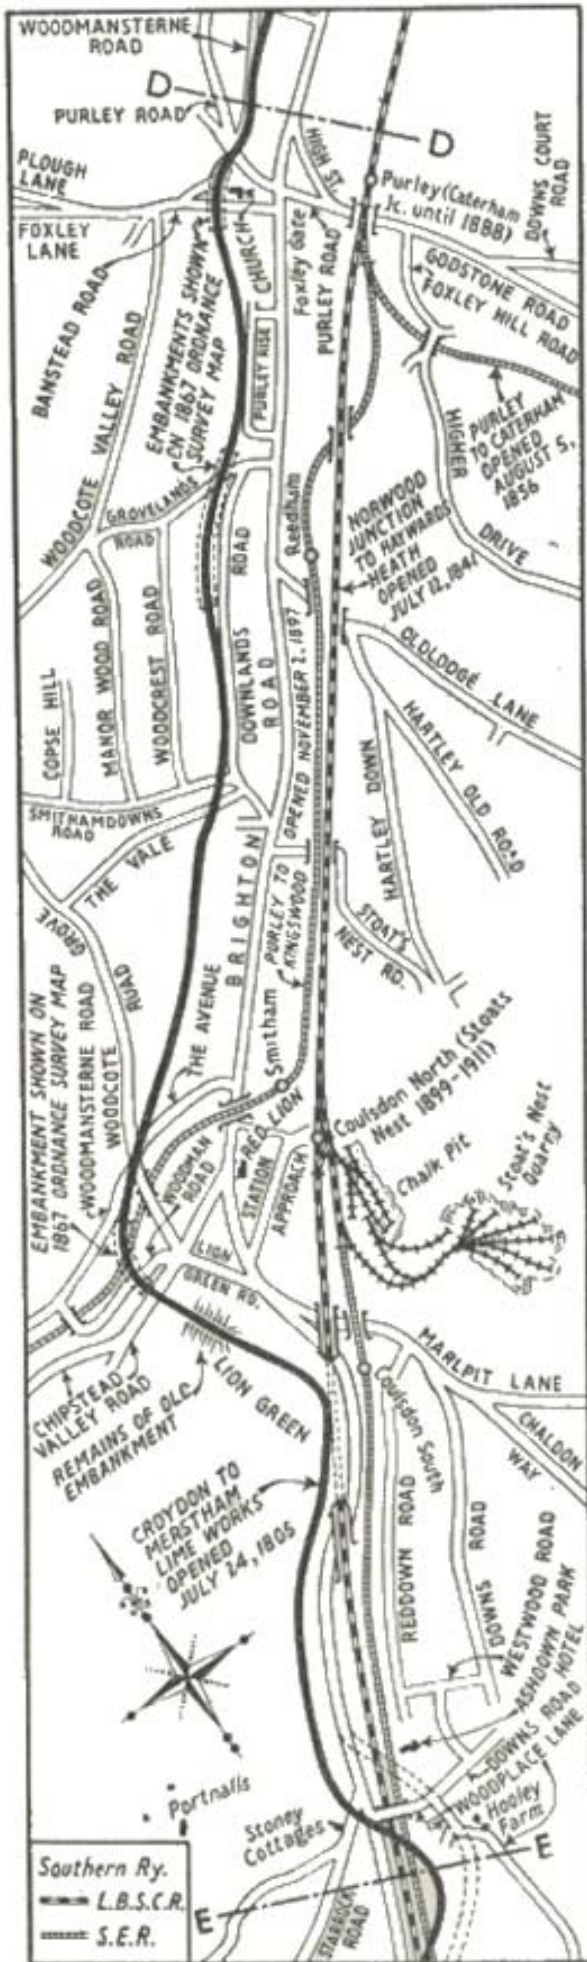 WOODMANSTERNE
ROAD
D
PURLEY ROAD
D
HIGH ST.
PLOUGH
LANE
FOXLEY
LANE
CHURCH
Purley (Caterham
Jc. until 1888)
DOWNS COURT
ROAD
Foxley Gate
PURLEY ROAD
GODSTONE ROAD
FOXLEY HILL ROAD
BANSTEAD ROAD
EMBANKMENTS SHOWN
ON 1867 ORDNANCE
SURVEY MAP
PURLEY RISE
WOODCOTE VALLEY ROAD
HIGHER
DRIVE
PURLEY
TO CATERHAM
OPENED
AUGUST 5,
1856
GROVELANDS
ROAD
Reedham
NORWOOD
JUNCTION
TO HAYWARDS
HEATH
OPENED
JULY 12, 1841
COPSE HILL
MANOR WOOD ROAD
WOODCREST ROAD
DOWNLANDS ROAD
BRIGHTON
ROAD
PURLEY TO
KINGSWOOD
OPENED NOVEMBER 2, 1897
OLDLODGE LANE
HARTLEY OLD ROAD
HARTLEY DOWN
SMITHAMDOWNS
ROAD
THE VALE
STOAT'S
NEST RD.
GROVE
WOODCOTE
ROAD
WOODMANSTERNE ROAD
EMBANKMENT SHOWN ON
1867 ORDNANCE SURVEY MAP
THE AVENUE
Smitham
Coulsdon North (Stoats
Nest 1899-1911)
RED LION
STATION
APPROACH
WOODMAN
ROAD
Chalk Pit
Stoat's Nest
Quarry
LION
GREEN RD.
CHIPSTEAD
VALLEY ROAD
REMAINS OF OLD
EMBANKMENT
LION GREEN
MARLPIT LANE
CHALDON
WAY
Coulsdon South
CROYDON TO
MERSTHAM
LIME WORKS
OPENED
JULY 24, 1805
REDDOWN ROAD
DOWNS
ROAD
WESTWOOD ROAD
ASHDOWN PARK
HOTEL
DOWNS ROAD
WOODPLACE LANE
Hooley
Farm
Portnalls
Stoney
Cottages
E
E
STARROCK
ROAD
Southern Ry.
L.B.S.C.R.
S.E.R.